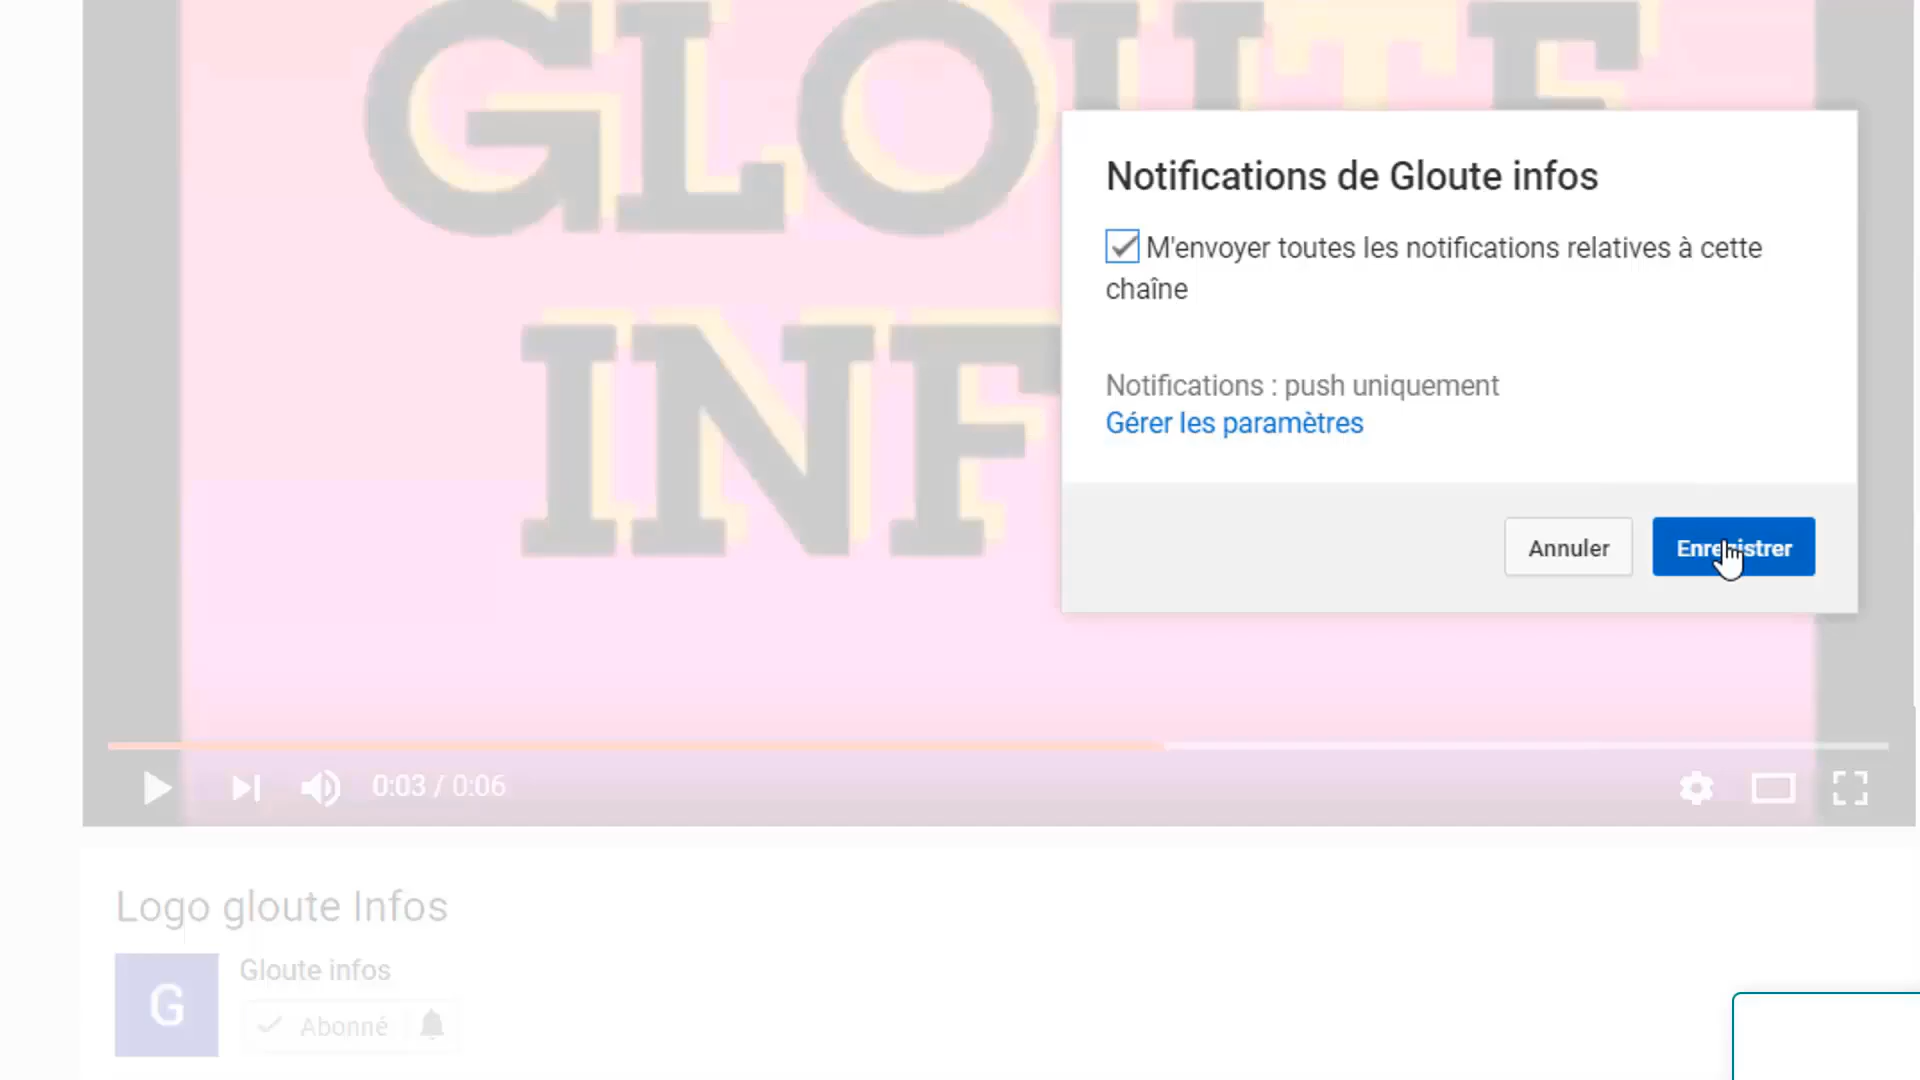 GLOUTE
INF
Notifications de Gloute infos
M'envoyer toutes les notifications relatives à cette
chaîne
Notifications : push uniquement
Gérer les paramètres
Annuler
Enregistrer
0:03 / 0:06
Logo gloute Infos
G
Gloute infos
Abonné